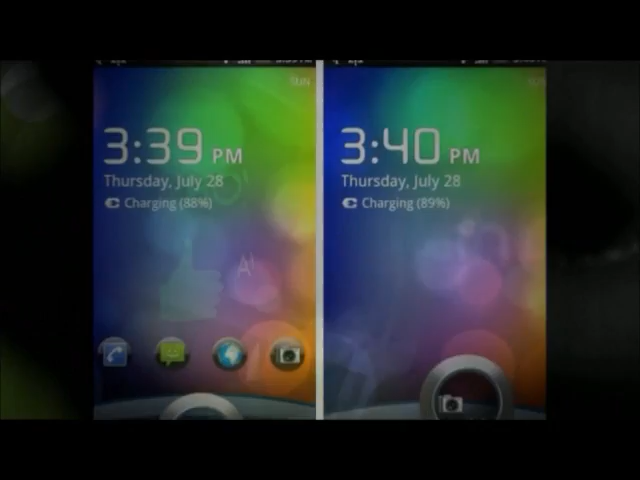 3:39 PM
Thursday, July 28
Charging (88%)
3:40 PM
Thursday, July 28
Charging (89%)